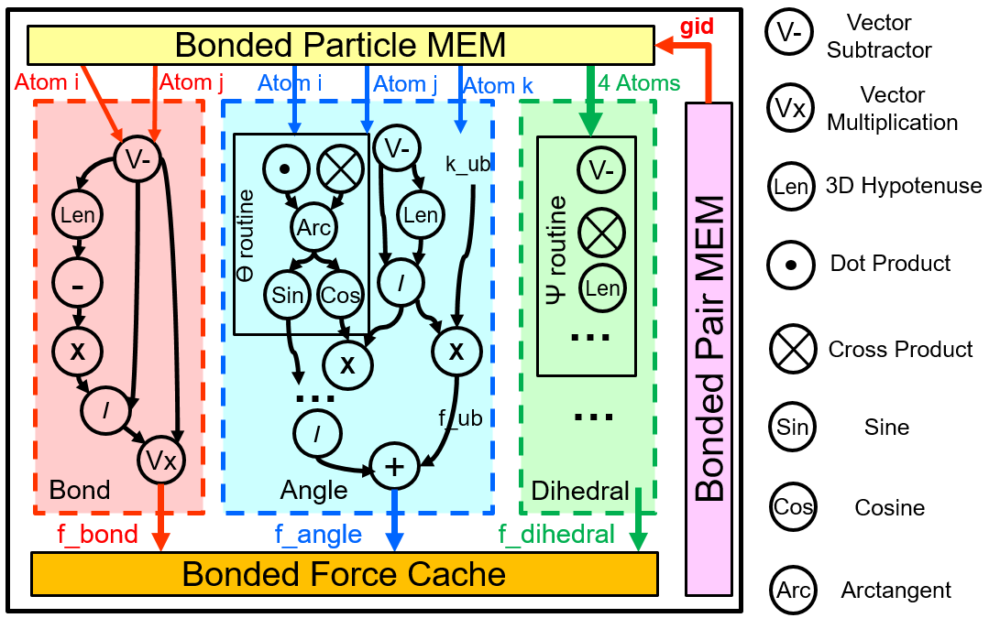 Bonded Particle MEM
gid
Atom i
Atom j
Atom i
Atom j
Atom k
4 Atoms
V-
Len
-
x
/
Vx
Bond
Θ routine
Arc
Sin
Cos
V-
Len
k_ub
/
x
x
...
/
f_ub
+
Angle
Ψ routine
V-
Len
...
...
Dihedral
Bonded Pair MEM
f_bond
f_angle
f_dihedral
Bonded Force Cache
V-
Vector
Subtractor
Vx
Vector
Multiplication
Len
3D Hypotenuse
Dot Product
Cross Product
Sin
Sine
Cos
Cosine
Arc
Arctangent